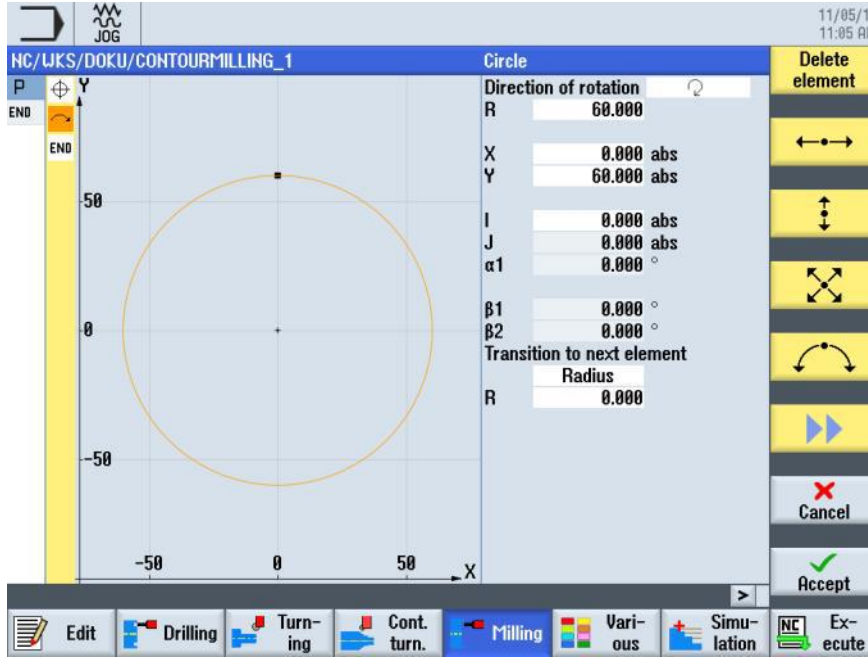 JOG
11/05/1
11:05 A
NC/WKS/DOKU/CONTOURMILLING_1
Circle
Delete
element
P
END
END
Y
50
0
-50
-50
0
50
X
Direction of rotation
R 60.000
X 0.000 abs
Y 60.000 abs
I 0.000 abs
J 0.000 abs
α1 0.000 °
β1 0.000 °
β2 0.000 °
Transition to next element
Radius
R 0.000
Cancel
Accept
>
Edit
Drilling
Turn-
ing
Cont.
turn.
Milling
Vari-
ous
Simu-
lation
NC
Ex-
ecute